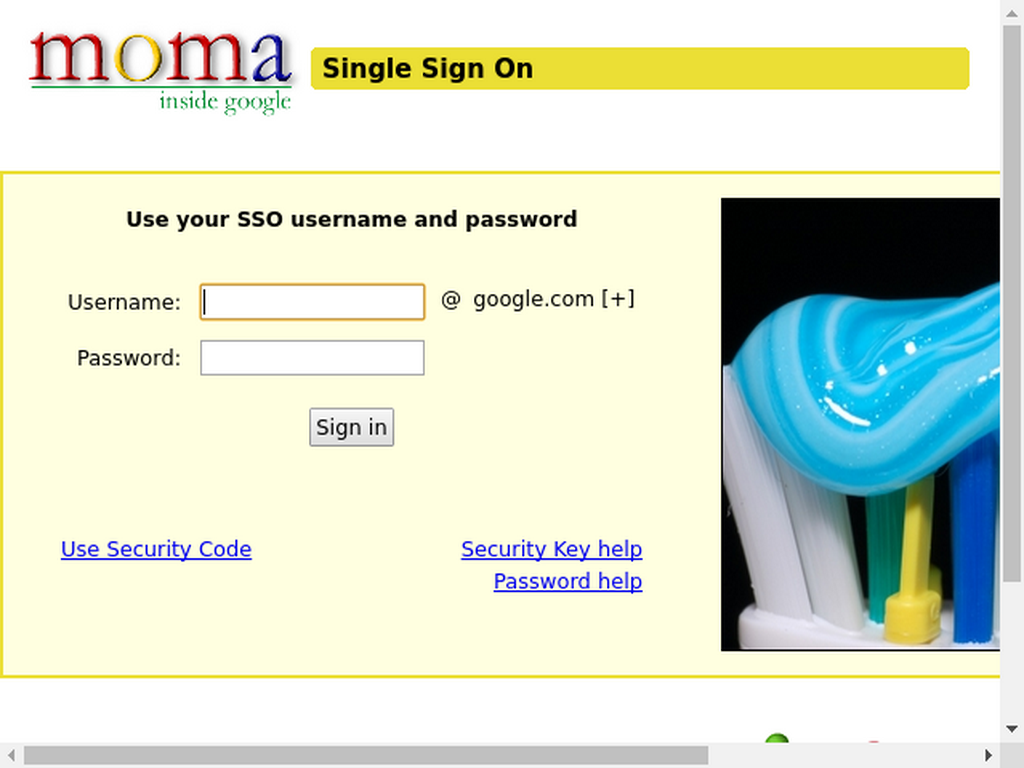 moma
inside google
Single Sign On
Use your SSO username and password
Username: @ google.com [+]
Password:
Sign in
Use Security Code
Security Key help
Password help